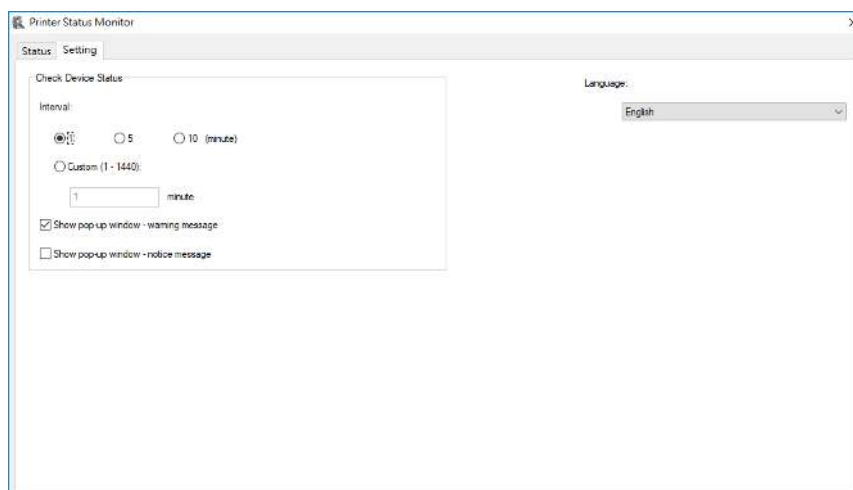 Printer Status Monitor
Status Setting
Check Device Status
Language:
Interval:
English
1 5 10 (minute)
Custom (1 - 1440):
1 minute
Show pop-up window - warning message
Show pop-up window - notice message